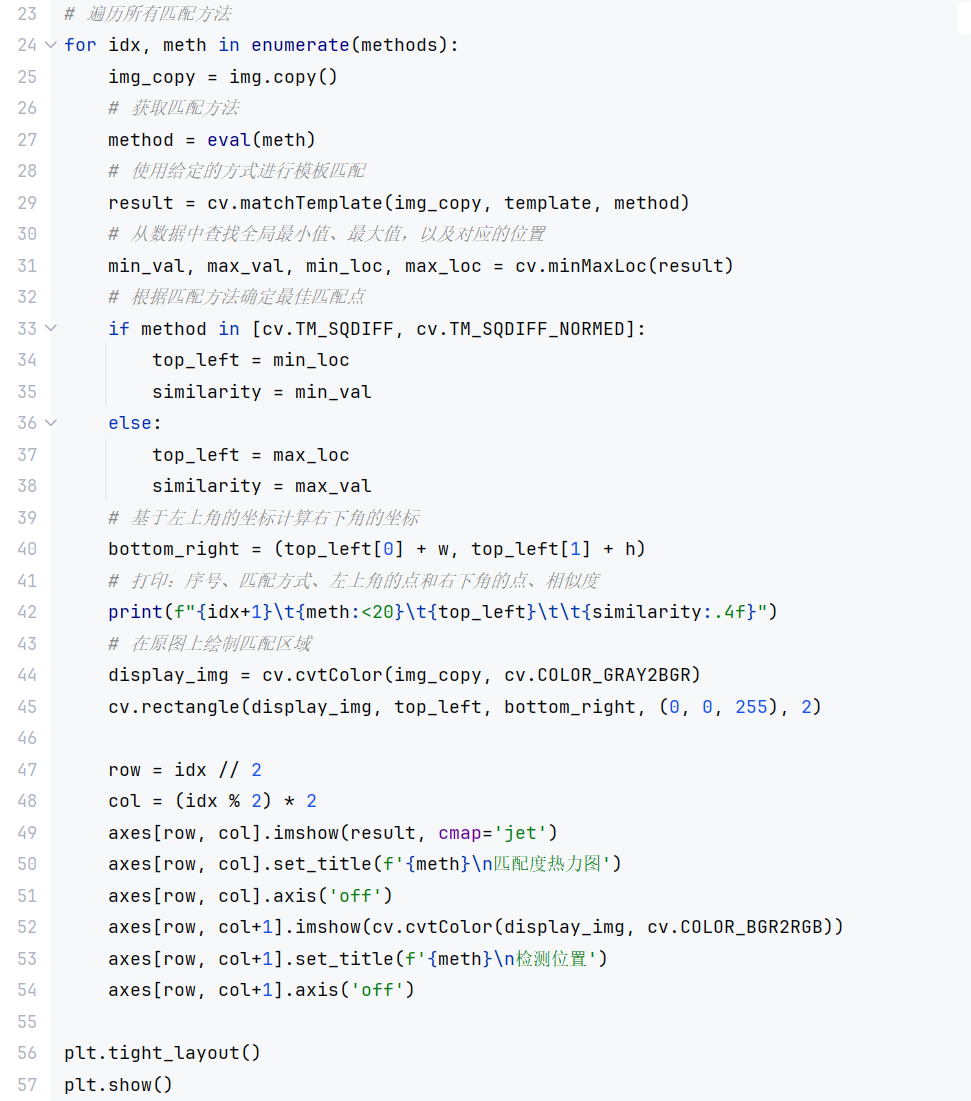 23 # 遍历所有匹配方法
24 for idx, meth in enumerate(methods):
25     img_copy = img.copy()
26     # 获取匹配方法
27     method = eval(meth)
28     # 使用给定的方式进行模板匹配
29     result = cv.matchTemplate(img_copy, template, method)
30     # 从数据中查找全局最小值、最大值，以及对应的位置
31     min_val, max_val, min_loc, max_loc = cv.minMaxLoc(result)
32     # 根据匹配方法确定最佳匹配点
33     if method in [cv.TM_SQDIFF, cv.TM_SQDIFF_NORMED]:
34         top_left = min_loc
35         similarity = min_val
36     else:
37         top_left = max_loc
38         similarity = max_val
39     # 基于左上角的坐标计算右下角的坐标
40     bottom_right = (top_left[0] + w, top_left[1] + h)
41     # 打印：序号、匹配方式、左上角的点和右下角的点、相似度
42     print(f"{idx+1}\t{meth:<20}\t{top_left}\t\t{similarity:.4f}")
43     # 在原图上绘制匹配区域
44     display_img = cv.cvtColor(img_copy, cv.COLOR_GRAY2BGR)
45     cv.rectangle(display_img, top_left, bottom_right, (0, 0, 255), 2)
46
47     row = idx // 2
48     col = (idx % 2) * 2
49     axes[row, col].imshow(result, cmap='jet')
50     axes[row, col].set_title(f'{meth}\n匹配度热力图')
51     axes[row, col].axis('off')
52     axes[row, col+1].imshow(cv.cvtColor(display_img, cv.COLOR_BGR2RGB))
53     axes[row, col+1].set_title(f'{meth}\n检测位置')
54     axes[row, col+1].axis('off')
55
56 plt.tight_layout()
57 plt.show()